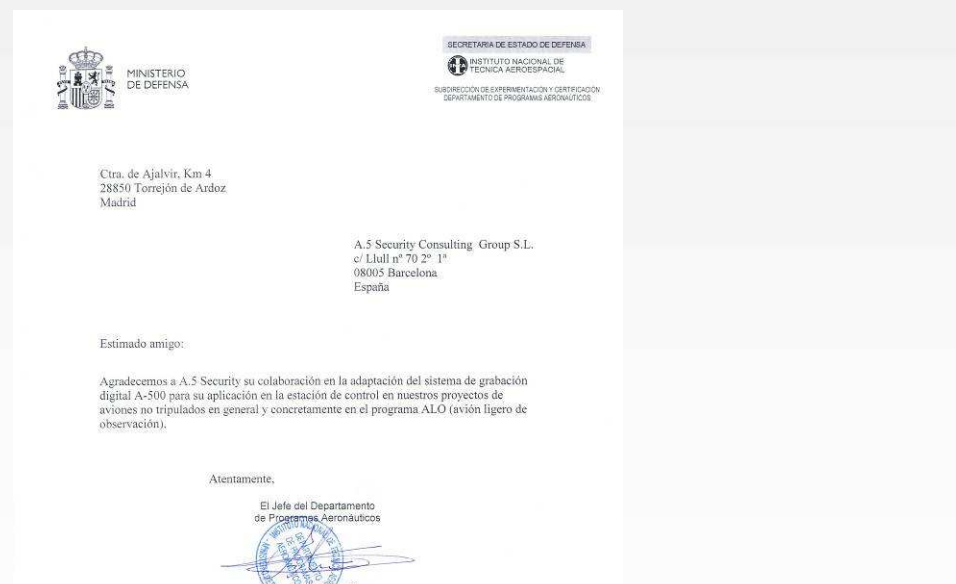 MINISTERIO
DE DEFENSA
SECRETARIA DE ESTADO DE DEFENSA
INSTITUTO NACIONAL DE
TECNICA AEROESPACIAL
SUBDIRECCIÓN DE EXPERIMENTACIÓN Y CERTIFICACIÓN
DEPARTAMENTO DE PROGRAMAS AERONAUTICOS
Ctra. de Ajalvir, Km 4
28850 Torrejón de Ardoz
Madrid
A.5 Security Consulting Group S.L.
c/ Llull nº 70 2º 1ª
08005 Barcelona
España
Estimado amigo:
Agradecemos a A.5 Security su colaboración en la adaptación del sistema de grabación
digital A-500 para su aplicación en la estación de control en nuestros proyectos de
aviones no tripulados en general y concretamente en el programa ALO (avión ligero de
observación).
Atentamente,
El Jefe del Departamento
de Programas Aeronáuticos